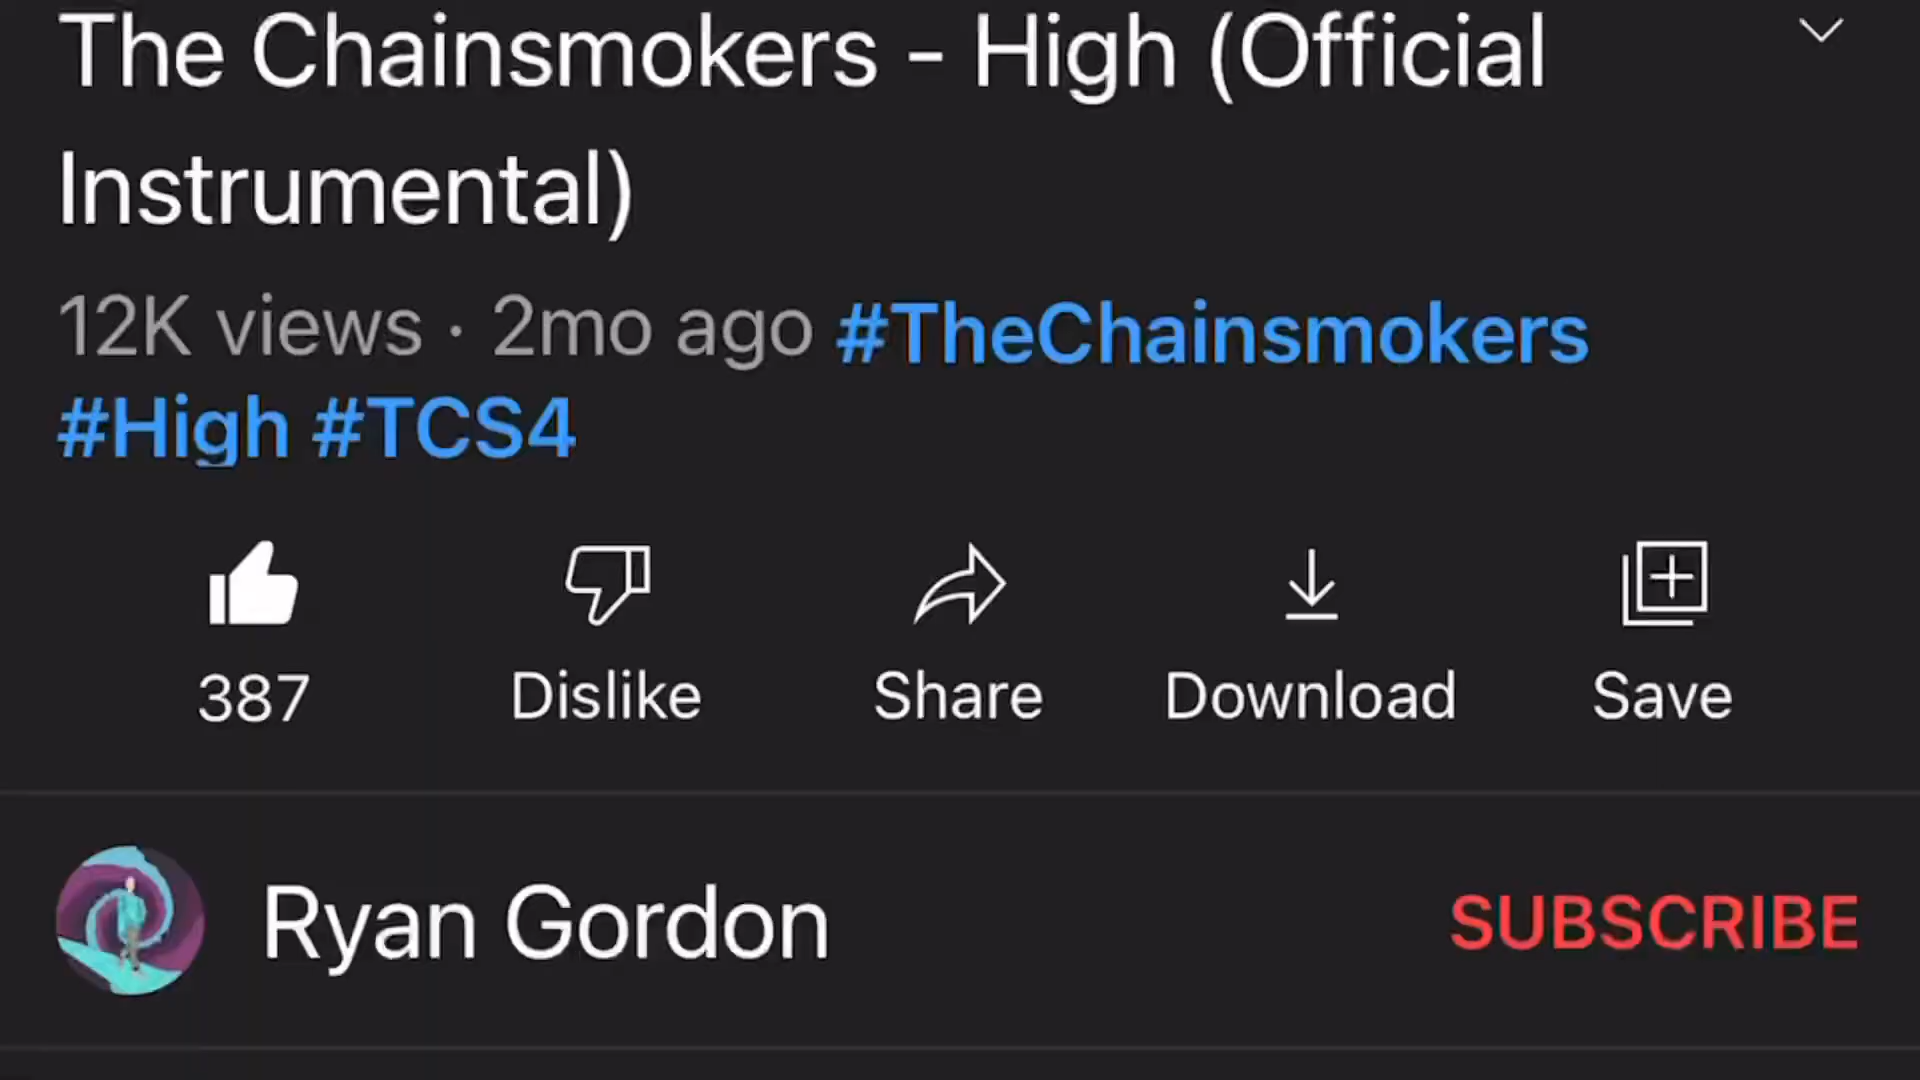 The Chainsmokers - High (Official
Instrumental)
12K views · 2mo ago #TheChainsmokers
#High #TCS4
387 Dislike Share Download Save
Ryan Gordon SUBSCRIBE